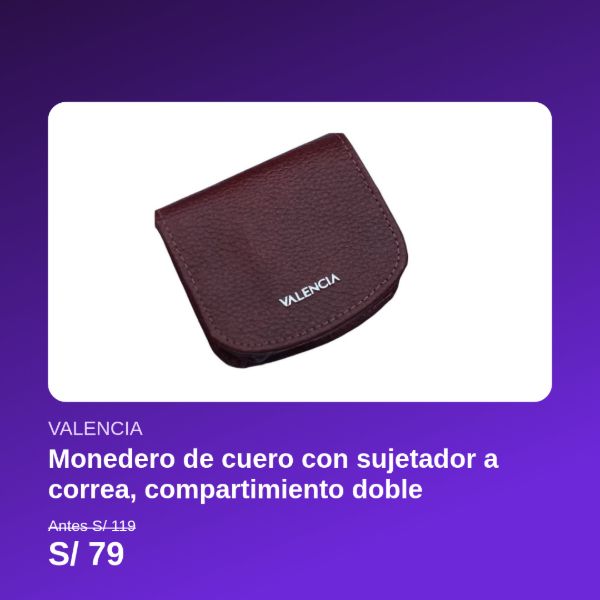 VALENCIA
VALENCIA
Monedero de cuero con sujetador a
correa, compartimiento doble
Antes S/ 119
S/ 79